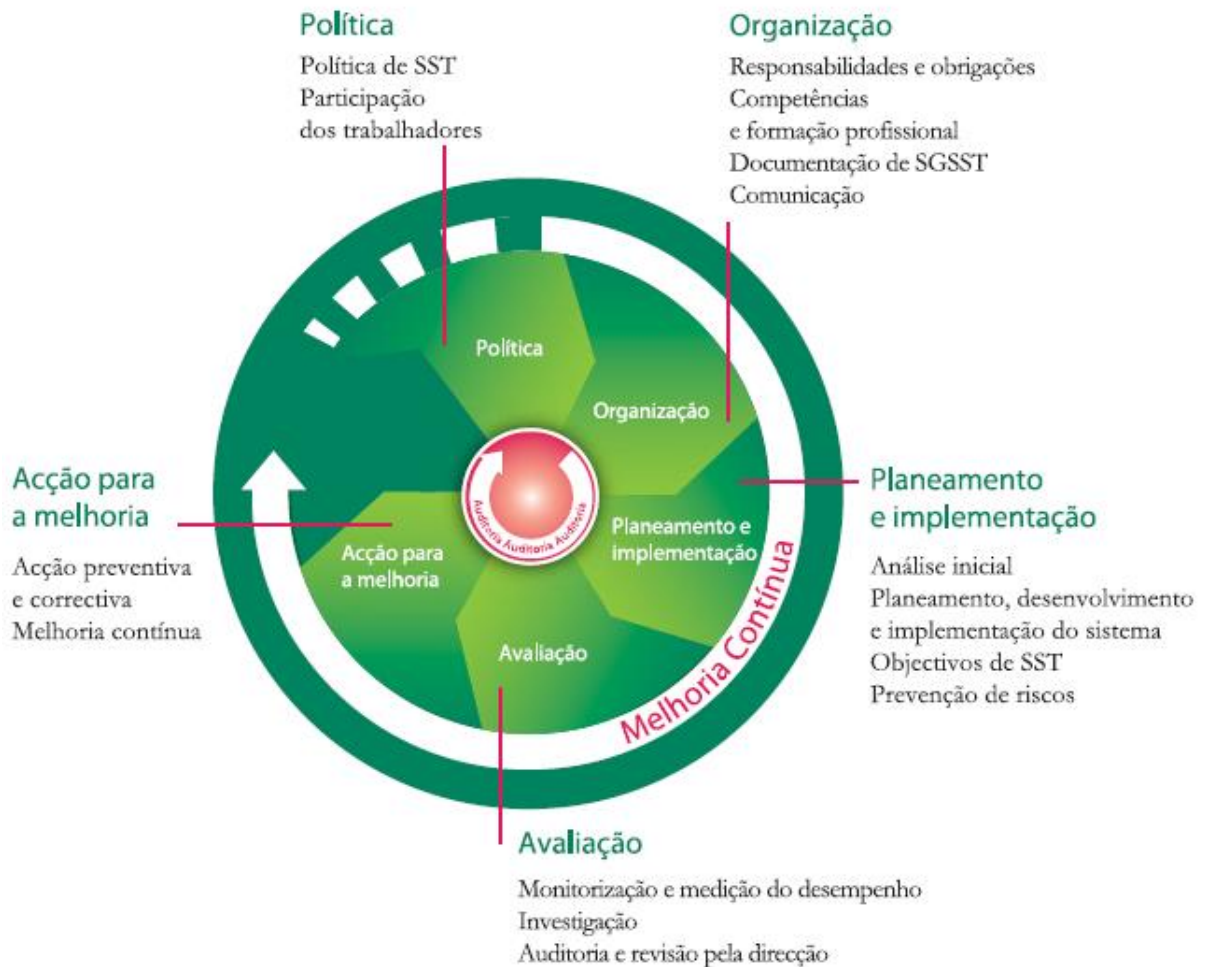 Política
Política de SST
Participação
dos trabalhadores
Organização
Responsabilidades e obrigações
Competências
e formação profissional
Documentação de SGSST
Comunicação
Política
Organização
Planeamento e
implementação
Avaliação
Acção para
a melhoria
Auditoria Auditoria Auditoria
Melhoria Contínua
Acção para
a melhoria
Acção preventiva
e correctiva
Melhoria contínua
Planeamento
e implementação
Análise inicial
Planeamento, desenvolvimento
e implementação do sistema
Objectivos de SST
Prevenção de riscos
Avaliação
Monitorização e medição do desempenho
Investigação
Auditoria e revisão pela direcção